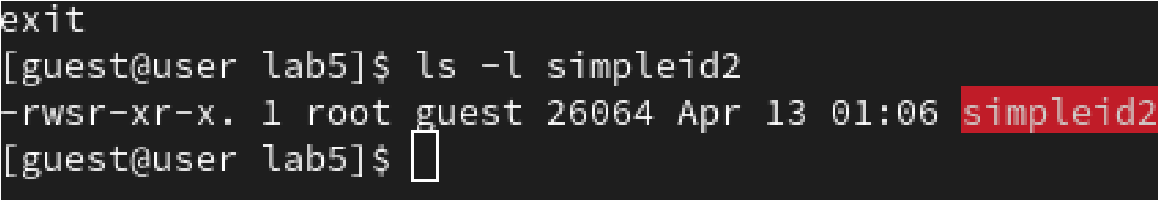 exit
[guest@user lab5]$ ls -l simpleid2
-rwsr-xr-x. 1 root guest 26064 Apr 13 01:06 simpleid2
[guest@user lab5]$